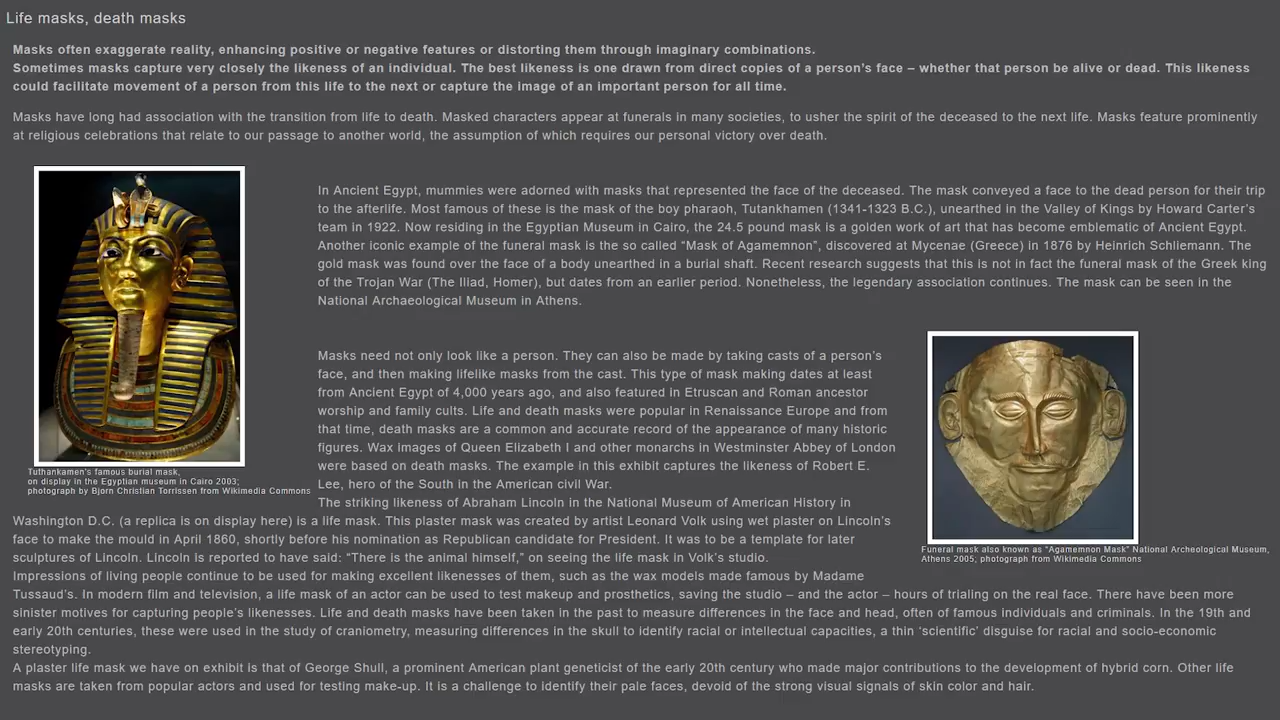 Life masks, death masks
Masks often exaggerate reality, enhancing positive or negative features or distorting them through imaginary combinations.
Sometimes masks capture very closely the likeness of an individual. The best likeness is one drawn from direct copies of a person's face – whether that person be alive or dead. This likeness
could facilitate movement of a person from this life to the next or capture the image of an important person for all time.
Masks have long had association with the transition from life to death. Masked characters appear at funerals in many societies, to usher the spirit of the deceased to the next life. Masks feature prominently
at religious celebrations that relate to our passage to another world, the assumption of which requires our personal victory over death.
In Ancient Egypt, mummies were adorned with masks that represented the face of the deceased. The mask conveyed a face to the dead person for their trip
to the afterlife. Most famous of these is the mask of the boy pharaoh, Tutankhamen (1341-1323 B.C.), unearthed in the Valley of Kings by Howard Carter's
team in 1922. Now residing in the Egyptian Museum in Cairo, the 24.5 pound mask is a golden work of art that has become emblematic of Ancient Egypt.
Another iconic example of the funeral mask is the so called “Mask of Agamemnon”, discovered at Mycenae (Greece) in 1876 by Heinrich Schliemann. The
gold mask was found over the face of a body unearthed in a burial shaft. Recent research suggests that this is not in fact the funeral mask of the Greek king
of the Trojan War (The Iliad, Homer), but dates from an earlier period. Nonetheless, the legendary association continues. The mask can be seen in the
National Archaeological Museum in Athens.
Tuthankamen's famous burial mask,
on display in the Egyptian museum in Cairo 2003;
photograph by Bjorn Christian Torrissen from Wikimedia Commons
Masks need not only look like a person. They can also be made by taking casts of a person's
face, and then making lifelike masks from the cast. This type of mask making dates at least
from Ancient Egypt of 4,000 years ago, and also featured in Etruscan and Roman ancestor
worship and family cults. Life and death masks were popular in Renaissance Europe and from
that time, death masks are a common and accurate record of the appearance of many historic
figures. Wax images of Queen Elizabeth I and other monarchs in Westminster Abbey of London
were based on death masks. The example in this exhibit captures the likeness of Robert E.
Lee, hero of the South in the American civil War.
The striking likeness of Abraham Lincoln in the National Museum of American History in
Washington D.C. (a replica is on display here) is a life mask. This plaster mask was created by artist Leonard Volk using wet plaster on Lincoln's
face to make the mould in April 1860, shortly before his nomination as Republican candidate for President. It was to be a template for later
sculptures of Lincoln. Lincoln is reported to have said: “There is the animal himself,” on seeing the life mask in Volk's studio.
Funeral mask also known as “Agamemnon Mask” National Archeological Museum,
Athens 2005; photograph from Wikimedia Commons
Impressions of living people continue to be used for making excellent likenesses of them, such as the wax models made famous by Madame
Tussaud's. In modern film and television, a life mask of an actor can be used to test makeup and prosthetics, saving the studio – and the actor – hours of trialing on the real face. There have been more
sinister motives for capturing people's likenesses. Life and death masks have been taken in the past to measure differences in the face and head, often of famous individuals and criminals. In the 19th and
early 20th centuries, these were used in the study of craniometry, measuring differences in the skull to identify racial or intellectual capacities, a thin ‘scientific’ disguise for racial and socio-economic
stereotyping.
A plaster life mask we have on exhibit is that of George Shull, a prominent American plant geneticist of the early 20th century who made major contributions to the development of hybrid corn. Other life
masks are taken from popular actors and used for testing make-up. It is a challenge to identify their pale faces, devoid of the strong visual signals of skin color and hair.